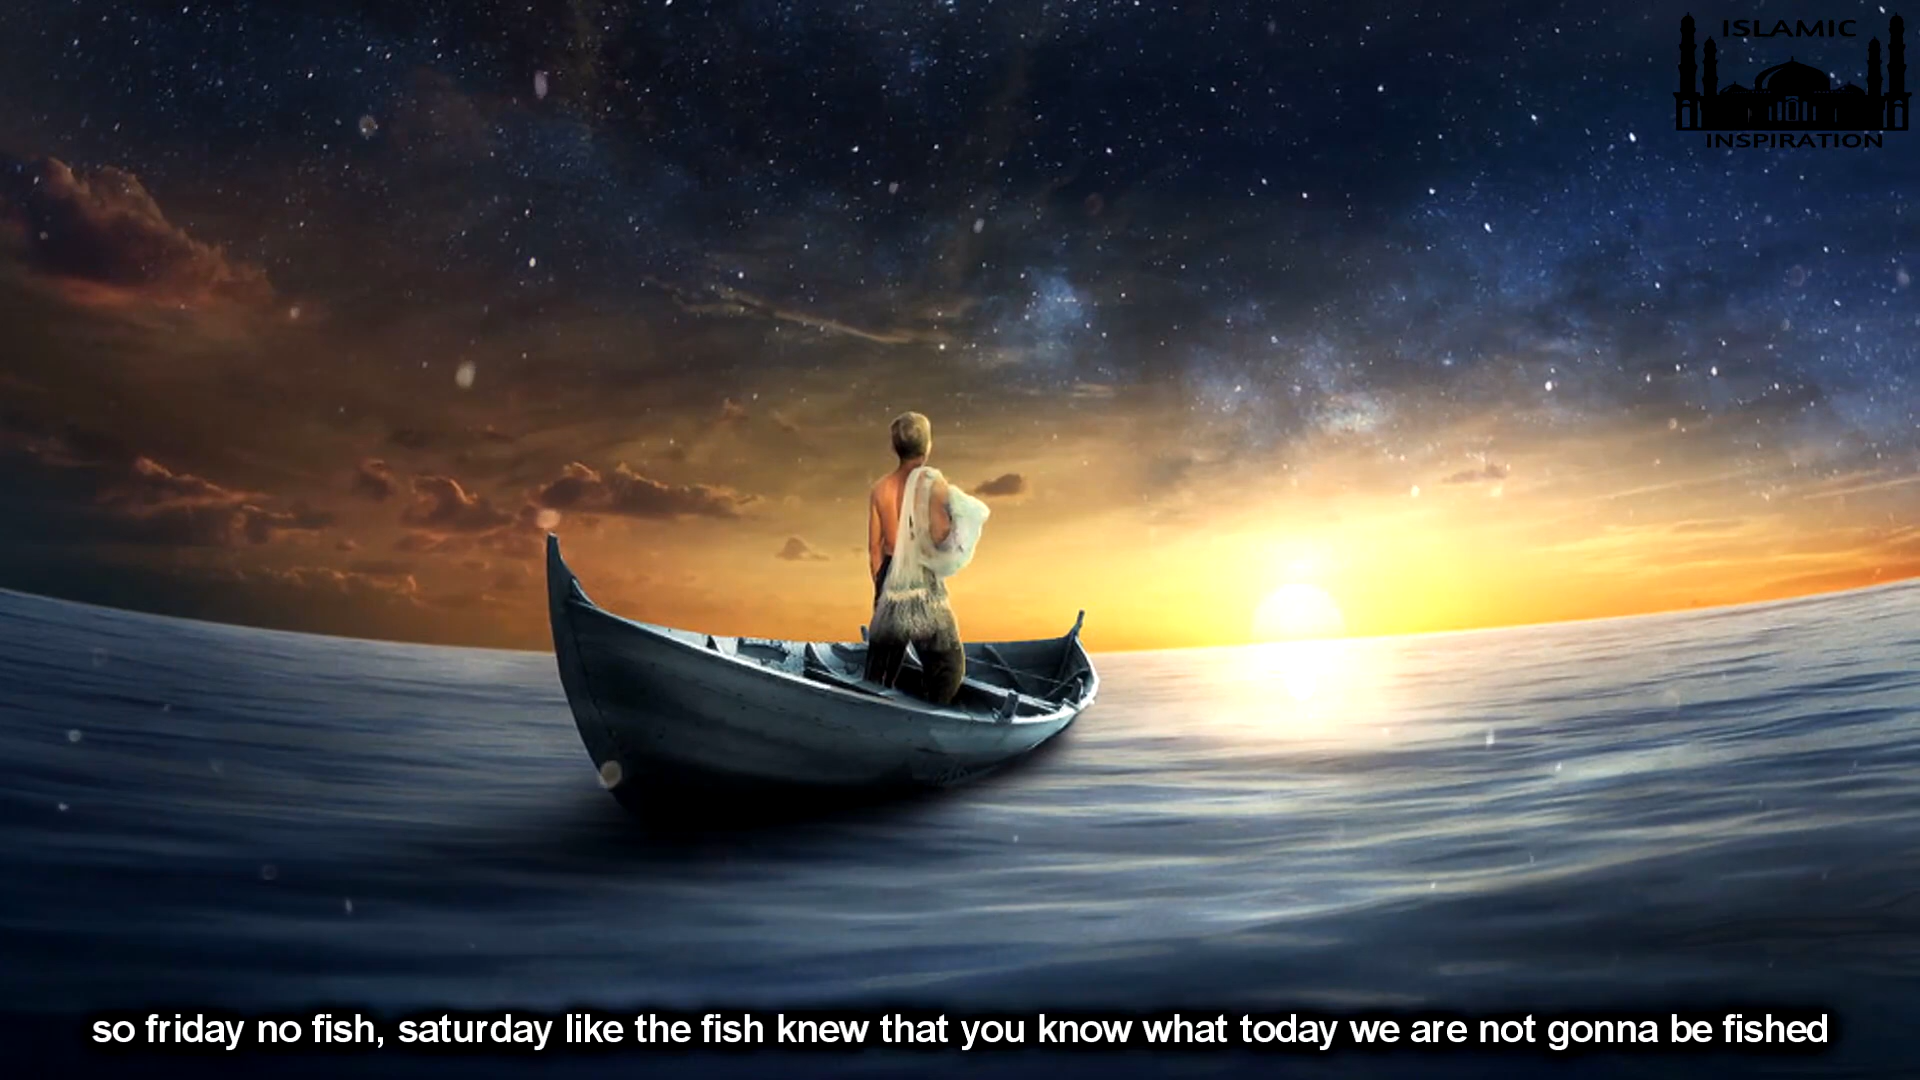 ISLAMIC
INSPIRATION
so friday no fish, saturday like the fish knew that you know what today we are not gonna be fished